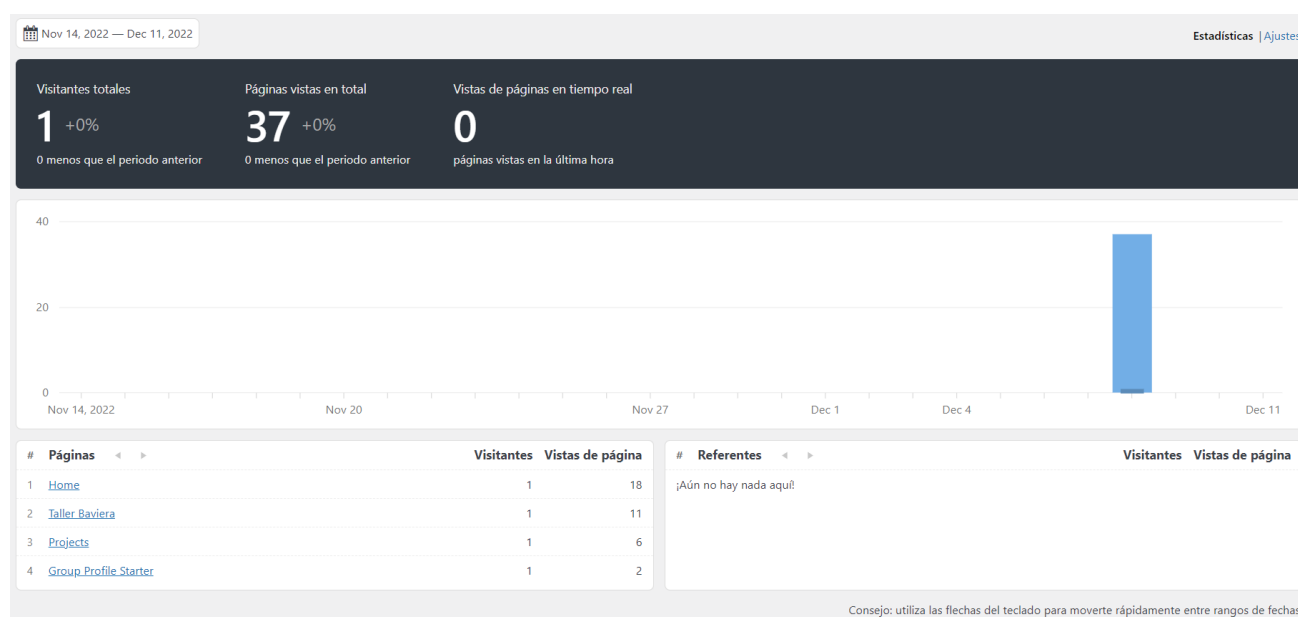 Nov 14, 2022 — Dec 11, 2022
Estadísticas | Ajustes
Visitantes totales
1 +0%
0 menos que el periodo anterior
Páginas vistas en total
37 +0%
0 menos que el periodo anterior
Vistas de páginas en tiempo real
0
páginas vistas en la última hora
40
20
0
Nov 14, 2022 Nov 20 Nov 27 Dec 1 Dec 4 Dec 11
# Páginas Visitantes Vistas de página
1 Home 1 18
2 Taller Baviera 1 11
3 Projects 1 6
4 Group Profile Starter 1 2
# Referentes Visitantes Vistas de página
¡Aún no hay nada aquí!
Consejo: utiliza las flechas del teclado para moverte rápidamente entre rangos de fechas